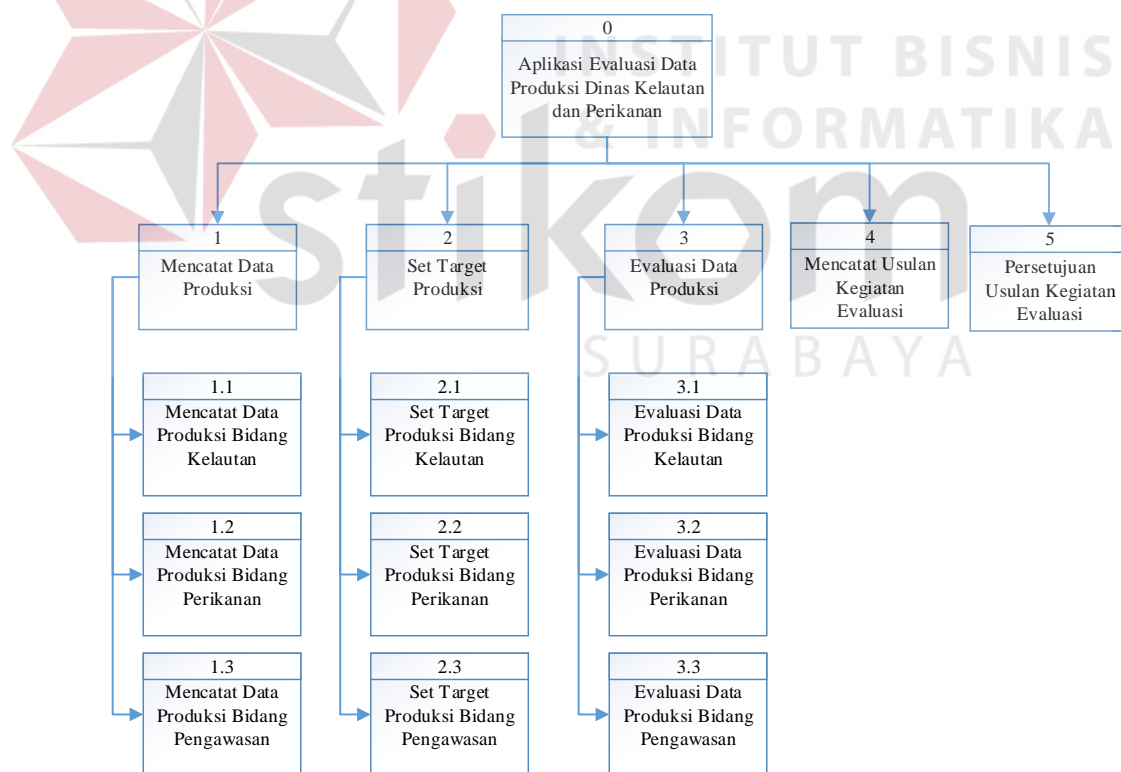 0
Aplikasi Evaluasi Data
Produksi Dinas Kelautan
dan Perikanan
INSTITUT BISNIS
& INFORMATIKA
stikom
SURABAYA
1
Mencatat Data
Produksi
2
Set Target
Produksi
3
Evaluasi Data
Produksi
4
Mencatat Usulan
Kegiatan
Evaluasi
5
Persetujuan
Usulan Kegiatan
Evaluasi
1.1
Mencatat Data
Produksi Bidang
Kelautan
2.1
Set Target
Produksi Bidang
Kelautan
3.1
Evaluasi Data
Produksi Bidang
Kelautan
1.2
Mencatat Data
Produksi Bidang
Perikanan
2.2
Set Target
Produksi Bidang
Perikanan
3.2
Evaluasi Data
Produksi Bidang
Perikanan
1.3
Mencatat Data
Produksi Bidang
Pengawasan
2.3
Set Target
Produksi Bidang
Pengawasan
3.3
Evaluasi Data
Produksi Bidang
Pengawasan